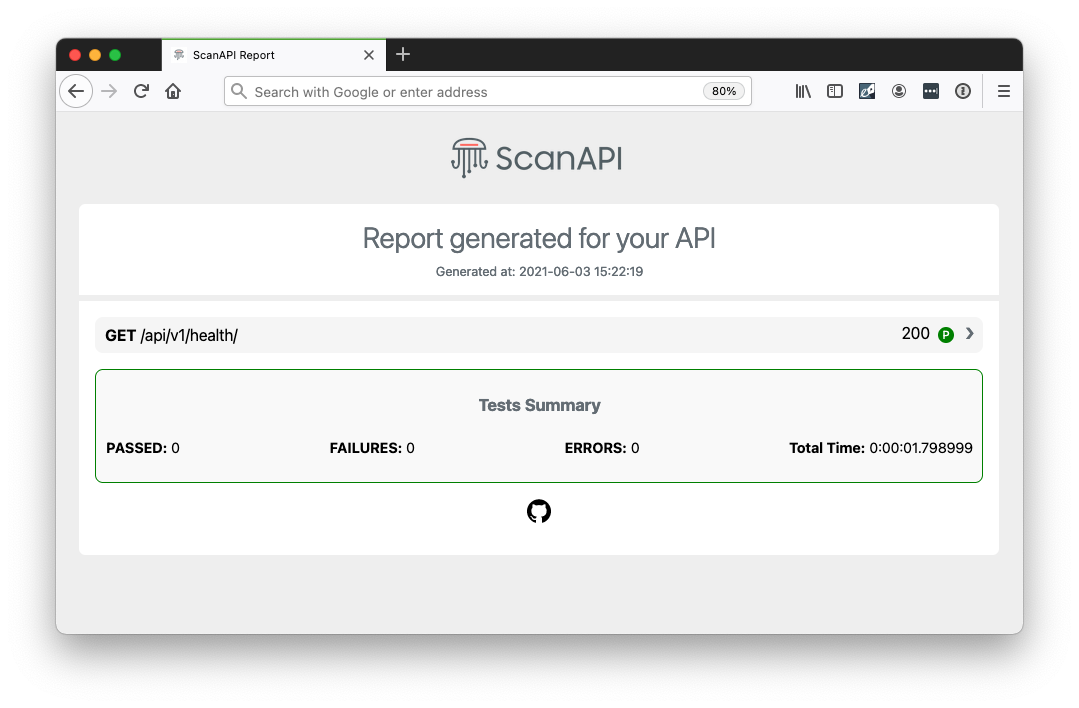 ScanAPI Report
Search with Google or enter address 80%
ScanAPI
Report generated for your API
Generated at: 2021-06-03 15:22:19
GET /api/v1/health/ 200 P
Tests Summary
PASSED: 0 FAILURES: 0 ERRORS: 0 Total Time: 0:00:01.798999